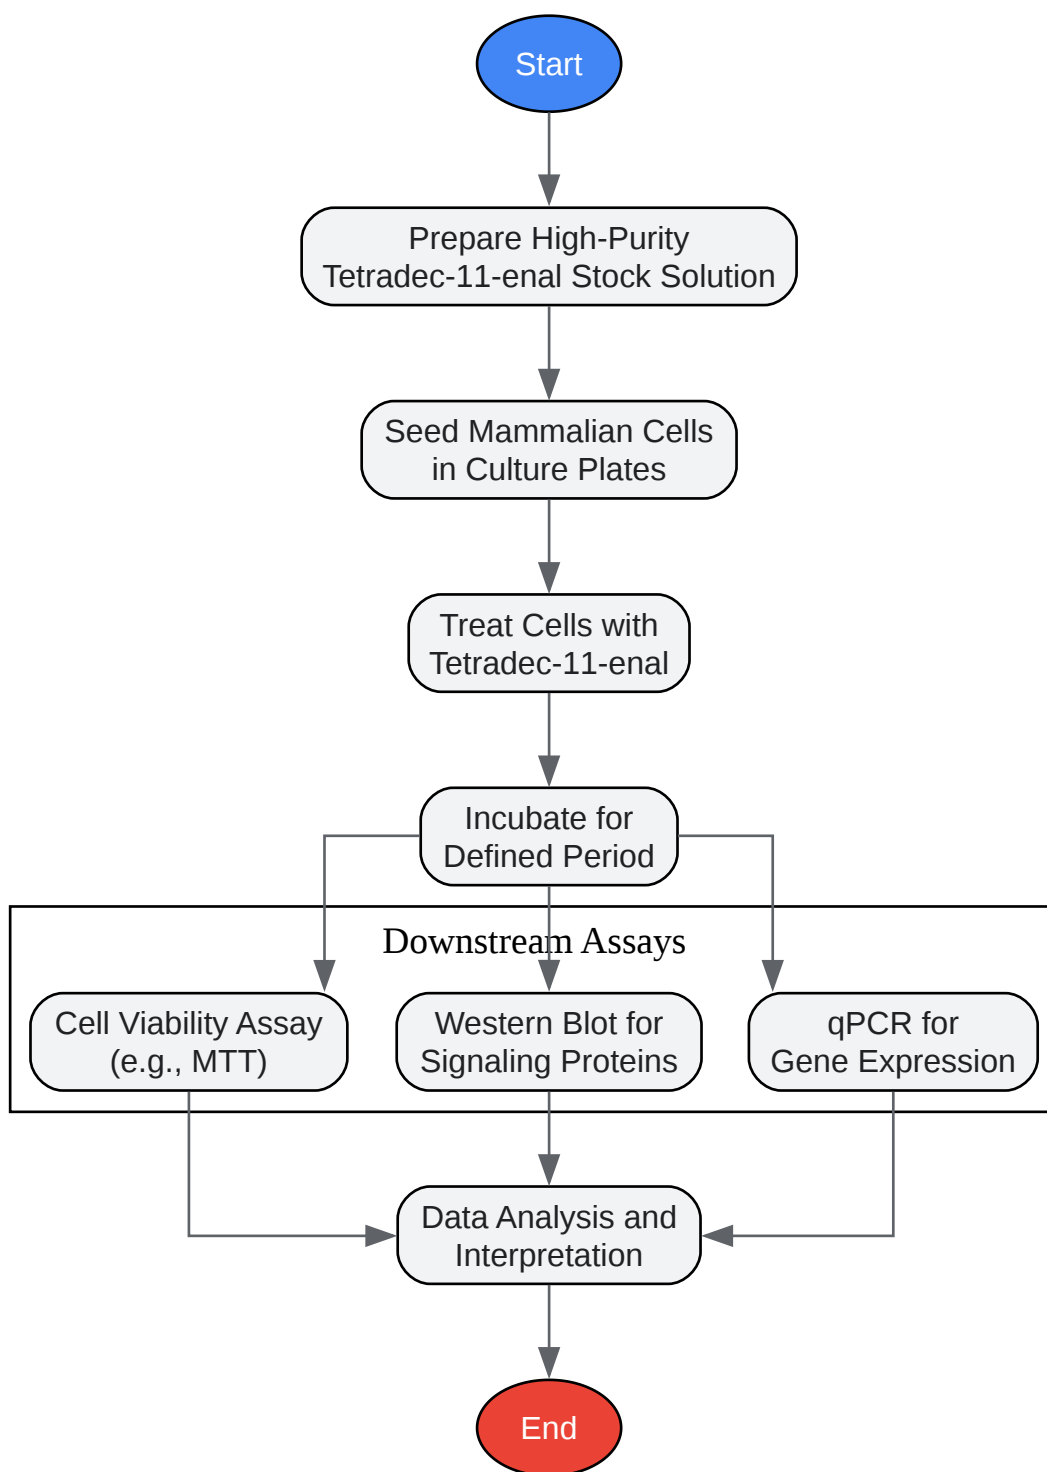 Start
Prepare High-Purity
Tetradec-11-enal Stock Solution
Seed Mammalian Cells
in Culture Plates
Treat Cells with
Tetradec-11-enal
Incubate for
Defined Period
Downstream Assays
Cell Viability Assay
(e.g., MTT)
Western Blot for
Signaling Proteins
qPCR for
Gene Expression
Data Analysis and
Interpretation
End